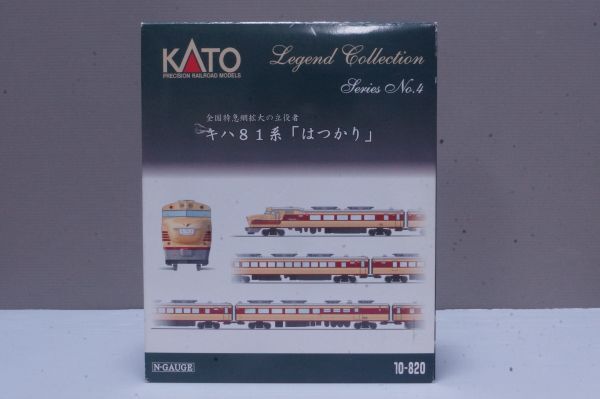 KATO
PRECISION RAILROAD MODELS
Legend Collection
Series No.4
全国特急網拡大の立役者
キハ81系「はつかり」
N-GAUGE
10-820